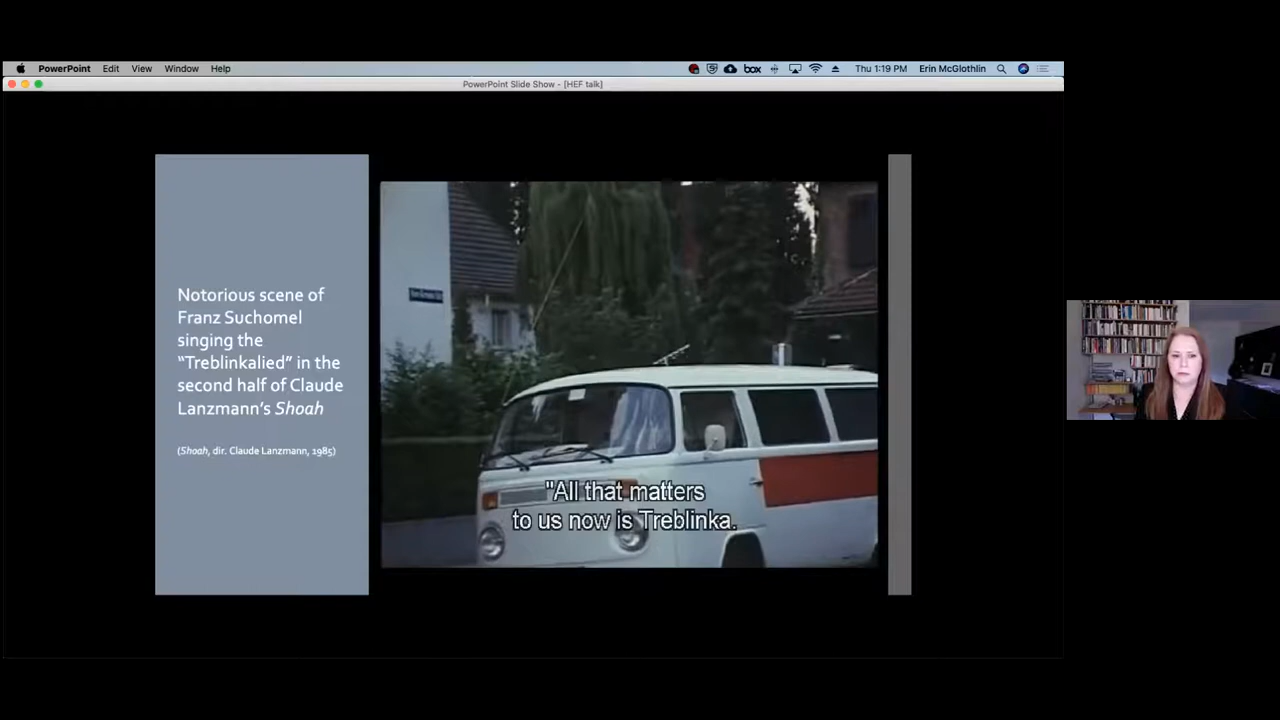 PowerPoint Edit View Window Help box Thu 1:19 PM Erin McGlothlin
PowerPoint Slide Show - [HEF talk]
Notorious scene of
Franz Suchomel
singing the
“Treblinkalied” in the
second half of Claude
Lanzmann’s Shoah
(Shoah, dir. Claude Lanzmann, 1985)
"All that matters
to us now is Treblinka.